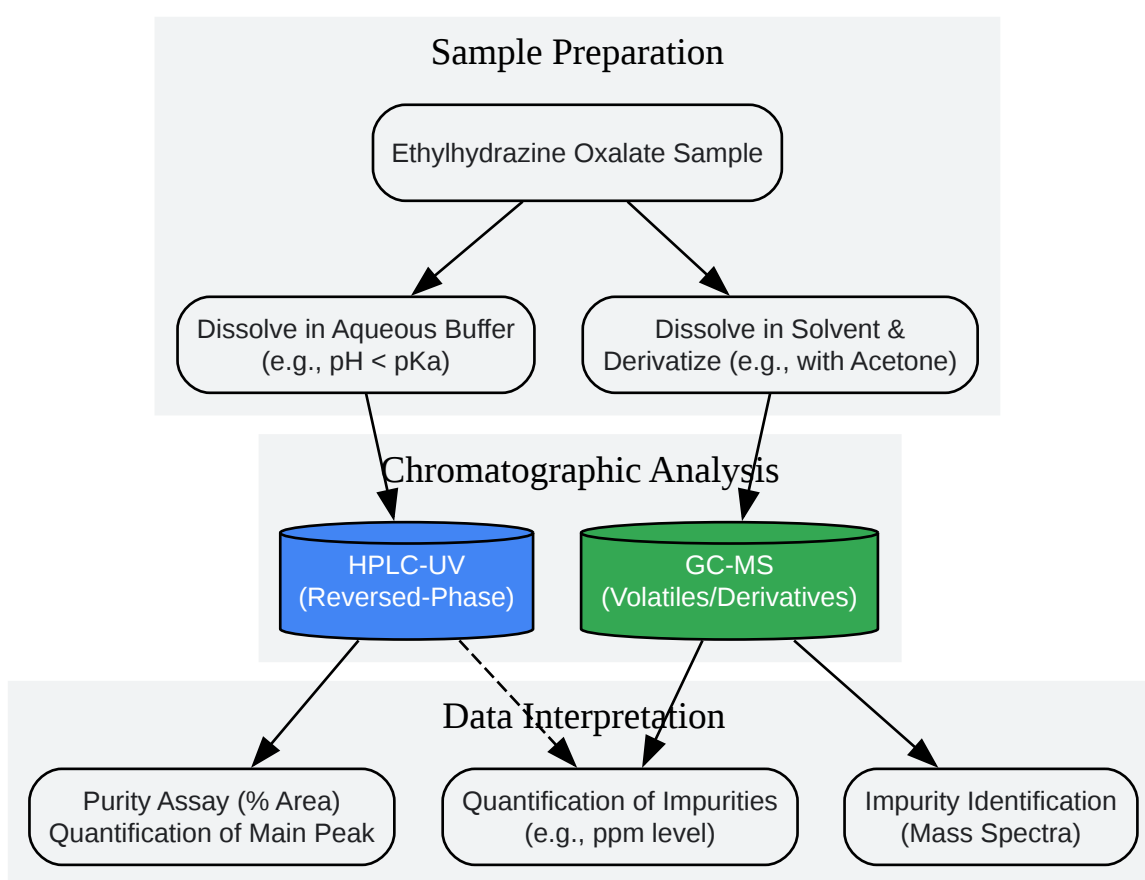 Sample Preparation
Ethylhydrazine Oxalate Sample
Dissolve in Aqueous Buffer
(e.g., pH < pKa)
Dissolve in Solvent &
Derivatize (e.g., with Acetone)
Chromatographic Analysis
HPLC-UV
(Reversed-Phase)
GC-MS
(Volatiles/Derivatives)
Data Interpretation
Purity Assay (% Area)
Quantification of Main Peak
Quantification of Impurities
(e.g., ppm level)
Impurity Identification
(Mass Spectra)